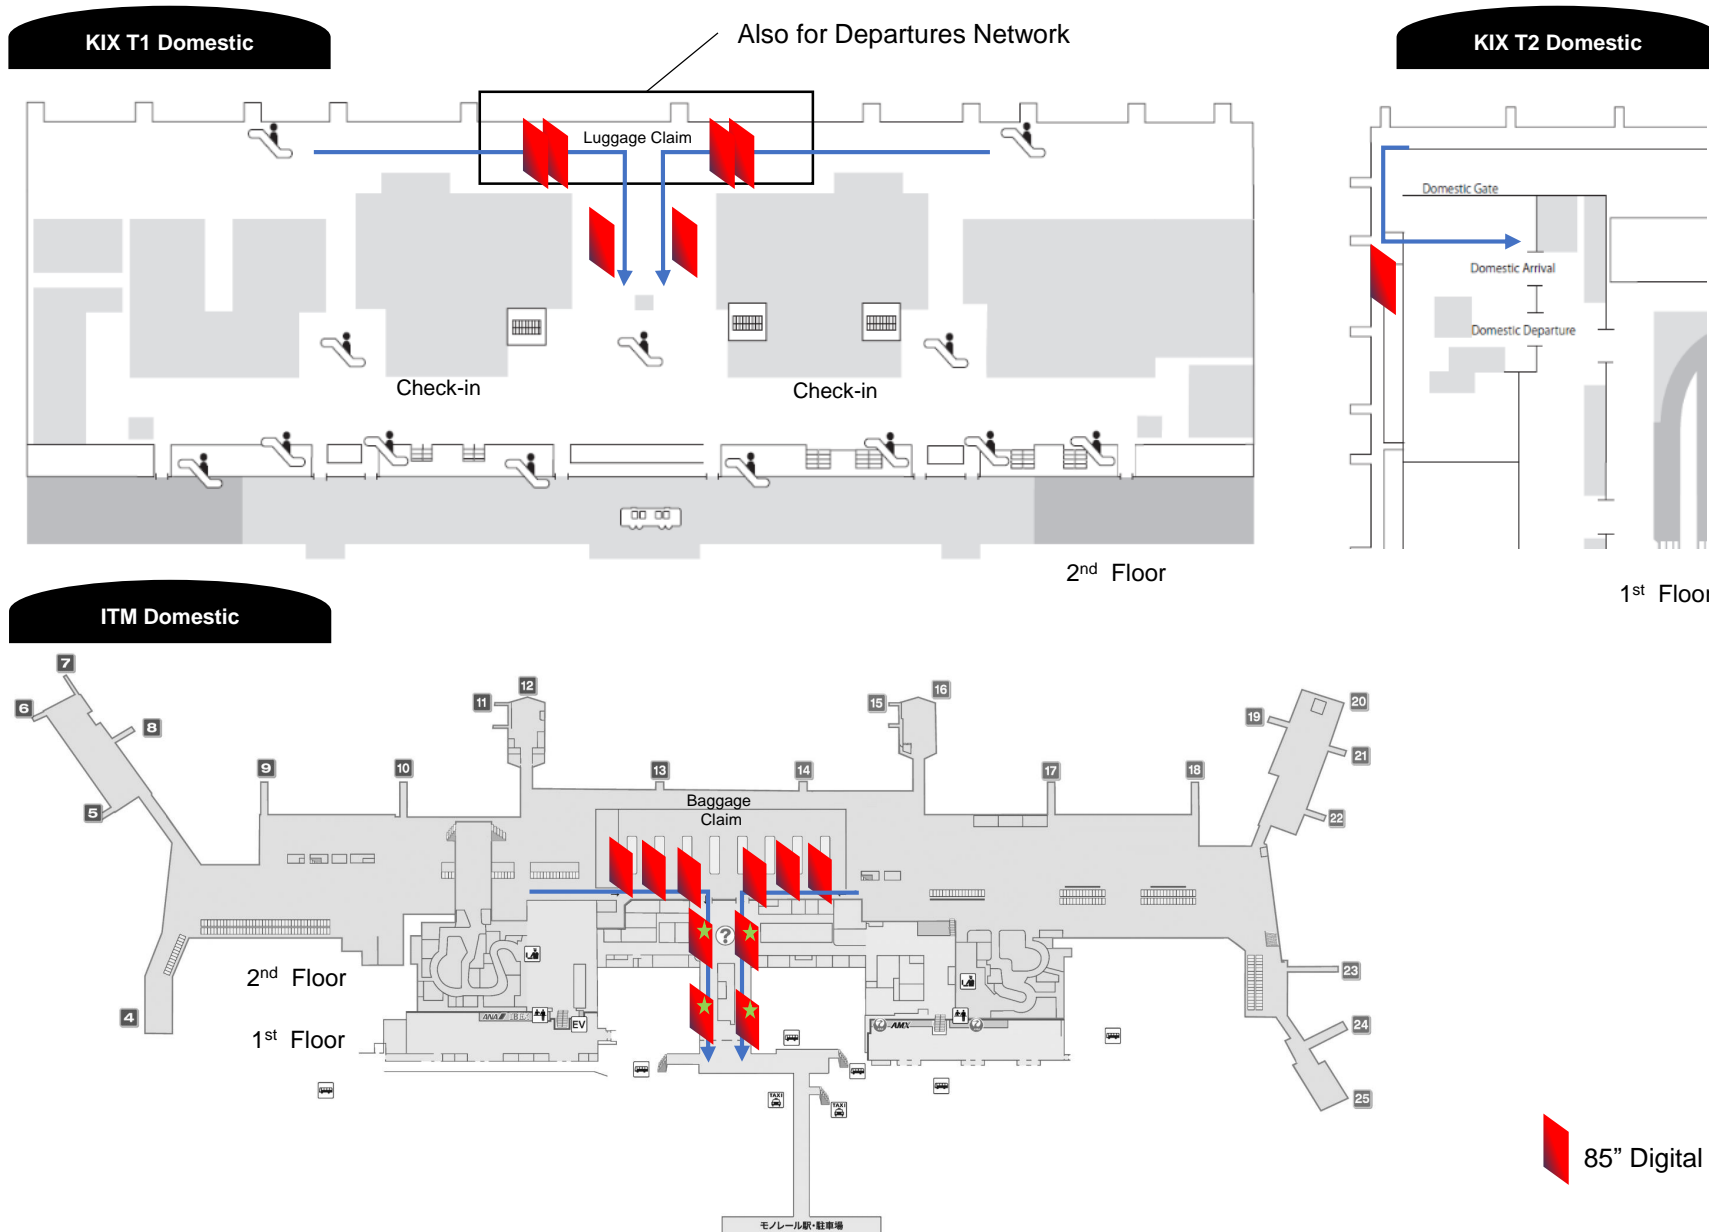 KIX T1 Domestic
Also for Departures Network
KIX T2 Domestic
Luggage Claim
Domestic Gate
Domestic Arrival
Domestic Departure
Check-in
Check-in
2nd Floor
1st Floor
ITM Domestic
7
6
8
5
4
9
10
11
12
13
14
15
16
17
18
19
20
21
22
23
24
25
Baggage
Claim
?
2nd Floor
1st Floor
ANA
EV
AMX
TAXI
TAXI
モノレール駅・駐車場
85” Digital